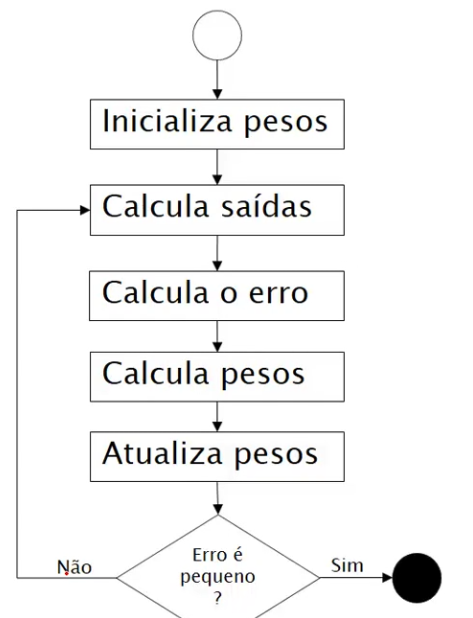 Inicializa pesos
Calcula saídas
Calcula o erro
Calcula pesos
Atualiza pesos
Erro é
pequeno
?
Não
Sim